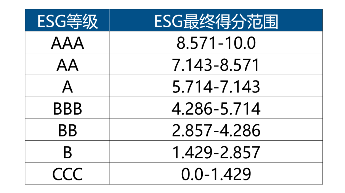 ESG等级 ESG最终得分范围
AAA 8.571-10.0
AA 7.143-8.571
A 5.714-7.143
BBB 4.286-5.714
BB 2.857-4.286
B 1.429-2.857
CCC 0.0-1.429